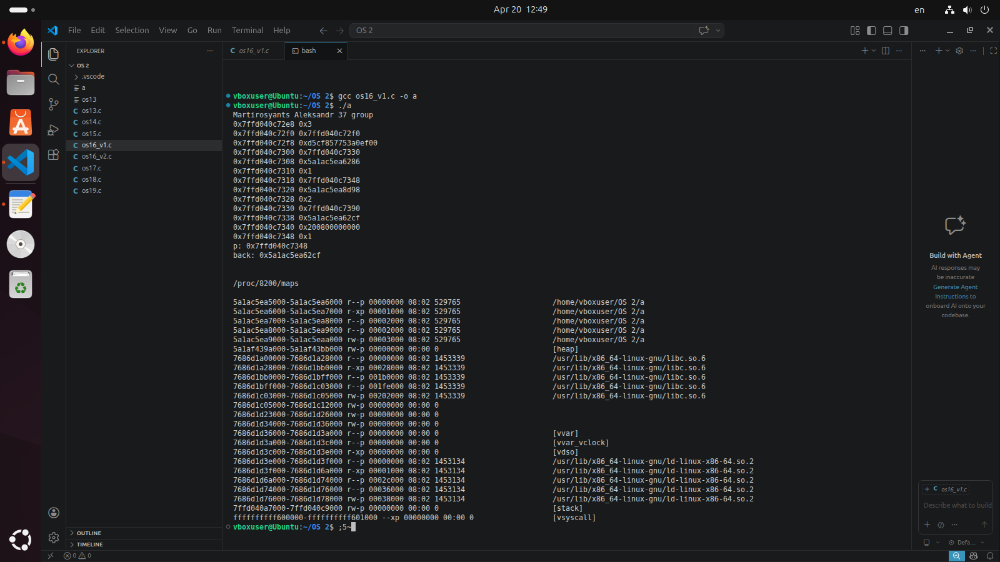 Apr 20 12:49
en
File Edit Selection View Go Run Terminal Help
OS 2
EXPLORER
OS 2
.vscode
a
os13
os13.c
os14.c
os15.c
os16_v1.c
os16_v2.c
os17.c
os18.c
os19.c
OUTLINE
TIMELINE
os16_v1.c
bash
vboxuser@Ubuntu:~/OS 2$ gcc os16_v1.c -o a
vboxuser@Ubuntu:~/OS 2$ ./a
Martirosyants Aleksandr 37 group
0x7ffd040c72e8 0x3
0x7ffd040c72f0 0x7ffd040c72f0
0x7ffd040c72f8 0xd5cf857753a0ef00
0x7ffd040c7300 0x7ffd040c7330
0x7ffd040c7308 0x5a1ac5ea6286
0x7ffd040c7310 0x1
0x7ffd040c7318 0x7ffd040c7348
0x7ffd040c7320 0x5a1ac5ea8d98
0x7ffd040c7328 0x2
0x7ffd040c7330 0x7ffd040c7390
0x7ffd040c7338 0x5a1ac5ea62cf
0x7ffd040c7340 0x200800000000
0x7ffd040c7348 0x1
p: 0x7ffd040c7348
back: 0x5a1ac5ea62cf
/proc/8200/maps
5a1ac5ea5000-5a1ac5ea6000 r--p 00000000 08:02 529765 /home/vboxuser/OS 2/a
5a1ac5ea6000-5a1ac5ea7000 r-xp 00001000 08:02 529765 /home/vboxuser/OS 2/a
5a1ac5ea7000-5a1ac5ea8000 r--p 00002000 08:02 529765 /home/vboxuser/OS 2/a
5a1ac5ea8000-5a1ac5ea9000 r--p 00002000 08:02 529765 /home/vboxuser/OS 2/a
5a1ac5ea9000-5a1ac5eaa000 rw-p 00003000 08:02 529765 /home/vboxuser/OS 2/a
5a1af439a000-5a1af43bb000 rw-p 00000000 00:00 0 [heap]
7686d1a00000-7686d1a28000 r--p 00000000 08:02 1453339 /usr/lib/x86_64-linux-gnu/libc.so.6
7686d1a28000-7686d1bb0000 r-xp 00028000 08:02 1453339 /usr/lib/x86_64-linux-gnu/libc.so.6
7686d1bb0000-7686d1bff000 r--p 001b0000 08:02 1453339 /usr/lib/x86_64-linux-gnu/libc.so.6
7686d1bff000-7686d1c03000 r--p 001fe000 08:02 1453339 /usr/lib/x86_64-linux-gnu/libc.so.6
7686d1c03000-7686d1c05000 rw-p 00202000 08:02 1453339 /usr/lib/x86_64-linux-gnu/libc.so.6
7686d1c05000-7686d1c12000 rw-p 00000000 00:00 0
7686d1d23000-7686d1d26000 rw-p 00000000 00:00 0
7686d1d34000-7686d1d36000 rw-p 00000000 00:00 0
7686d1d36000-7686d1d3a000 r--p 00000000 00:00 0 [vvar]
7686d1d3a000-7686d1d3c000 r--p 00000000 00:00 0 [vvar_vclock]
7686d1d3c000-7686d1d3e000 r-xp 00000000 00:00 0 [vdso]
7686d1d3e000-7686d1d3f000 r--p 00000000 08:02 1453134 /usr/lib/x86_64-linux-gnu/ld-linux-x86-64.so.2
7686d1d3f000-7686d1d6a000 r-xp 00001000 08:02 1453134 /usr/lib/x86_64-linux-gnu/ld-linux-x86-64.so.2
7686d1d6a000-7686d1d74000 r--p 0002c000 08:02 1453134 /usr/lib/x86_64-linux-gnu/ld-linux-x86-64.so.2
7686d1d74000-7686d1d76000 r--p 00036000 08:02 1453134 /usr/lib/x86_64-linux-gnu/ld-linux-x86-64.so.2
7686d1d76000-7686d1d78000 rw-p 00038000 08:02 1453134 /usr/lib/x86_64-linux-gnu/ld-linux-x86-64.so.2
7ffd040a7000-7ffd040c9000 rw-p 00000000 00:00 0 [stack]
ffffffffff600000-ffffffffff601000 --xp 00000000 00:00 0 [vsyscall]
vboxuser@Ubuntu:~/OS 2$ ;5~
Build with Agent
AI responses may
be inaccurate
Generate Agent
Instructions to
onboard AI onto your
codebase.
os16_v1.c
Describe what to build
Defa...
0 0